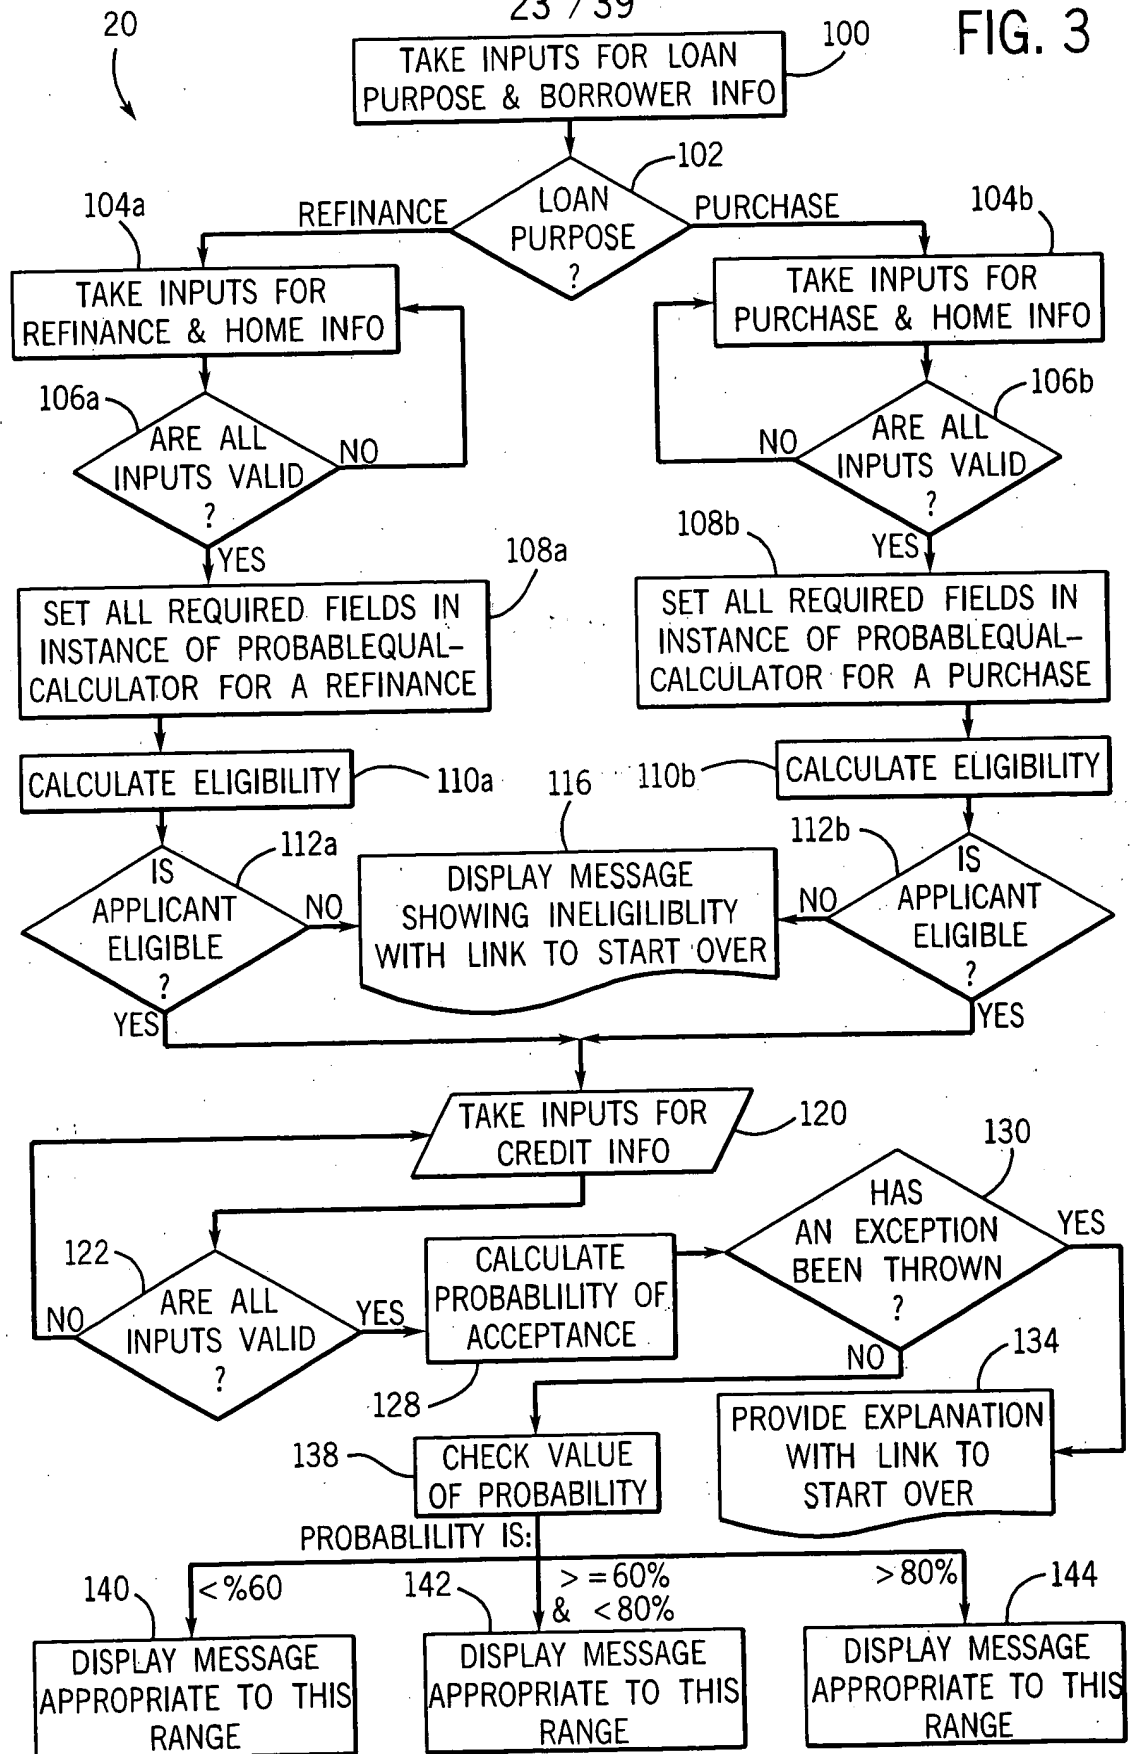 23 / 39
FIG. 3
20
100
TAKE INPUTS FOR LOAN
PURPOSE & BORROWER INFO
102
LOAN
PURPOSE
?
REFINANCE
PURCHASE
104a
TAKE INPUTS FOR
REFINANCE & HOME INFO
104b
TAKE INPUTS FOR
PURCHASE & HOME INFO
106a
ARE ALL
INPUTS VALID
?
NO
YES
106b
ARE ALL
INPUTS VALID
?
NO
YES
108a
SET ALL REQUIRED FIELDS IN
INSTANCE OF PROBABLEQUAL-
CALCULATOR FOR A REFINANCE
108b
SET ALL REQUIRED FIELDS IN
INSTANCE OF PROBABLEQUAL-
CALCULATOR FOR A PURCHASE
CALCULATE ELIGIBILITY
110a
110b
CALCULATE ELIGIBILITY
112a
IS
APPLICANT
ELIGIBLE
?
NO
YES
116
DISPLAY MESSAGE
SHOWING INELIGILIBLITY
WITH LINK TO START OVER
112b
IS
APPLICANT
ELIGIBLE
?
NO
YES
TAKE INPUTS FOR
CREDIT INFO
120
122
ARE ALL
INPUTS VALID
?
NO
YES
CALCULATE
PROBABLILITY OF
ACCEPTANCE
128
130
HAS
AN EXCEPTION
BEEN THROWN
?
YES
NO
134
PROVIDE EXPLANATION
WITH LINK TO
START OVER
138
CHECK VALUE
OF PROBABILITY
PROBABLILITY IS:
140
<%60
DISPLAY MESSAGE
APPROPRIATE TO THIS
RANGE
142
>=60%
& <80%
DISPLAY MESSAGE
APPROPRIATE TO THIS
RANGE
>80%
144
DISPLAY MESSAGE
APPROPRIATE TO THIS
RANGE